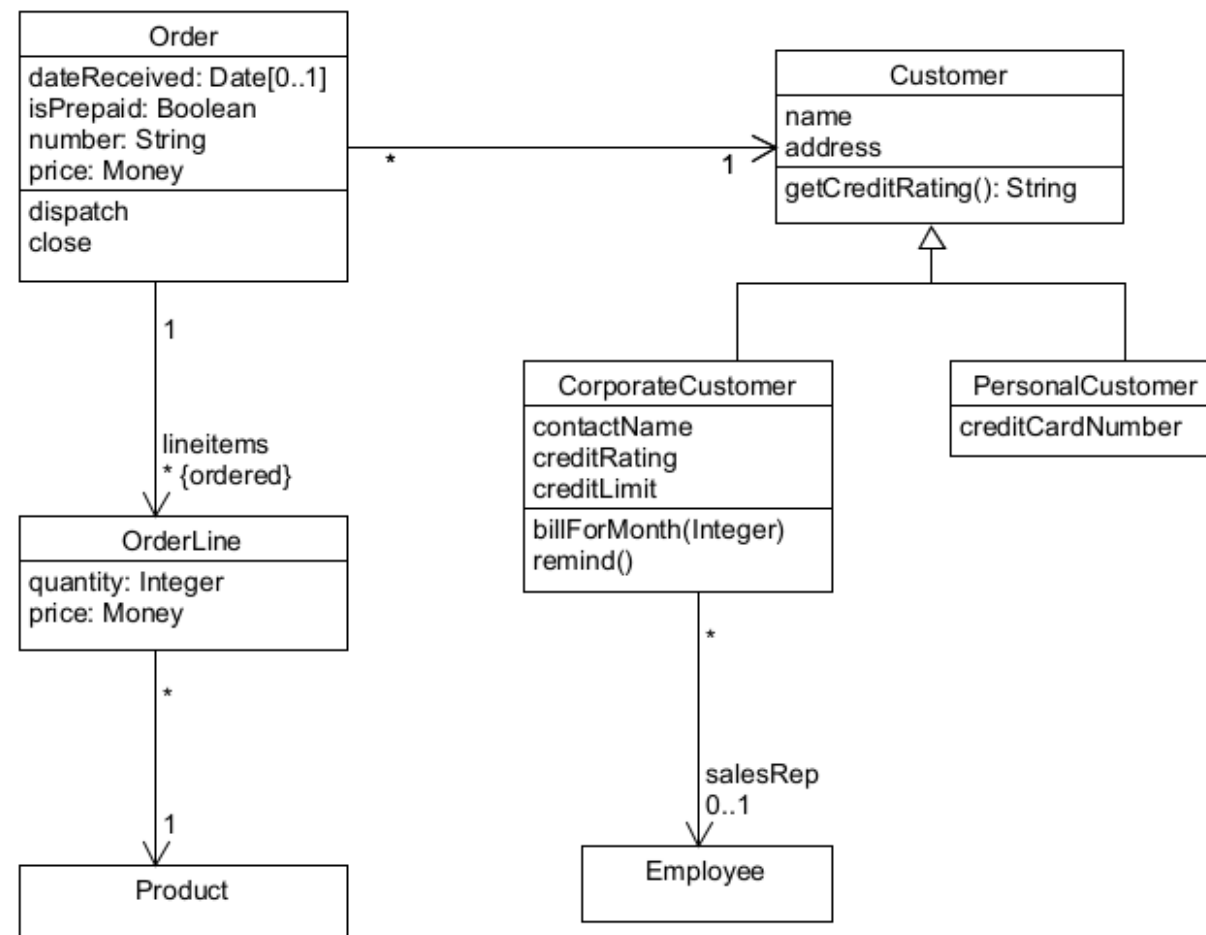 Order
dateReceived: Date[0..1]
isPrepaid: Boolean
number: String
price: Money
dispatch
close
*
1
Customer
name
address
getCreditRating(): String
1
lineitems
* {ordered}
OrderLine
quantity: Integer
price: Money
*
1
Product
CorporateCustomer
contactName
creditRating
creditLimit
billForMonth(Integer)
remind()
PersonalCustomer
creditCardNumber
*
salesRep
0..1
Employee